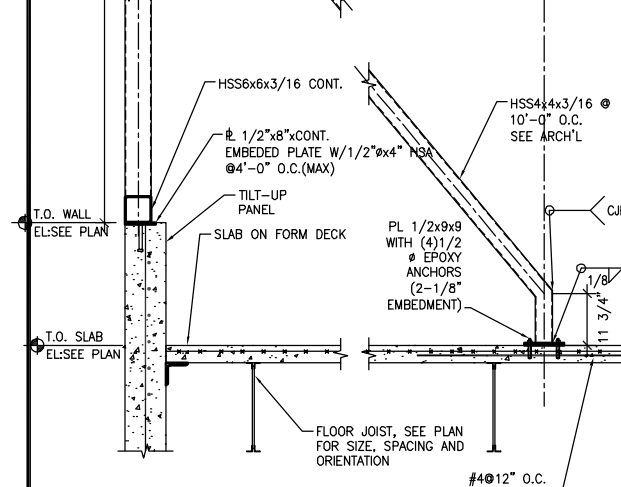 HSS6x6x3/16 CONT.
HSS4x4x3/16 @
10'-0" O.C.
SEE ARCH'L
PL 1/2"x8"xCONT.
EMBEDED PLATE W/1/2"øx4" HSA
@4'-0" O.C.(MAX)
TILT-UP
PANEL
SLAB ON FORM DECK
T.O. WALL
EL:SEE PLAN
PL 1/2x9x9
WITH (4)1/2
ø EPOXY
ANCHORS
(2-1/8"
EMBEDMENT)
1/8
11 3/4"
T.O. SLAB
EL:SEE PLAN
FLOOR JOIST, SEE PLAN
FOR SIZE, SPACING AND
ORIENTATION
#4@12" O.C.